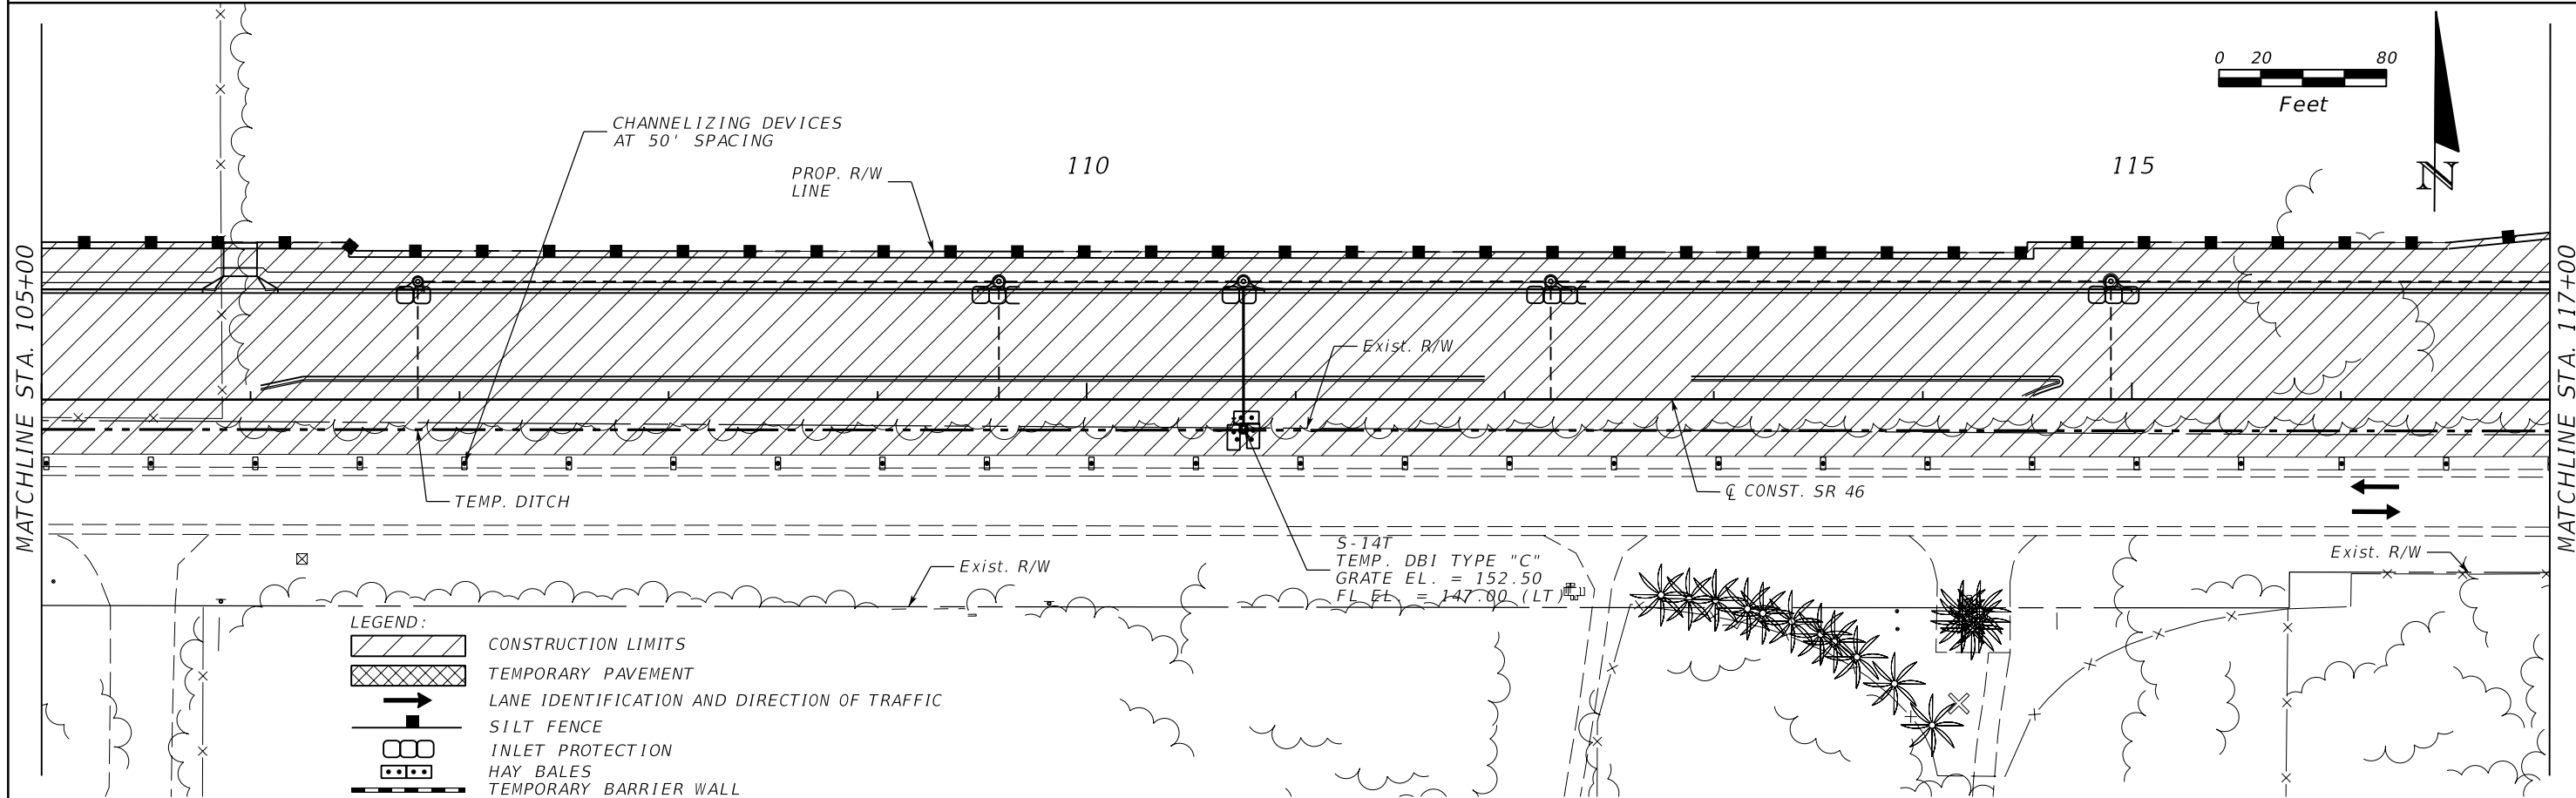 0 20 80
Feet
N
CHANNELIZING DEVICES
AT 50' SPACING
PROP. R/W
LINE
110
115
MATCHLINE STA. 105+00
MATCHLINE STA. 117+00
Exist. R/W
TEMP. DITCH
℄ CONST. SR 46
S-14T
TEMP. DBI TYPE "C"
GRATE EL. = 152.50
FL EL. = 147.00 (LT)
Exist. R/W
Exist. R/W
LEGEND:
CONSTRUCTION LIMITS
TEMPORARY PAVEMENT
LANE IDENTIFICATION AND DIRECTION OF TRAFFIC
SILT FENCE
INLET PROTECTION
HAY BALES
TEMPORARY BARRIER WALL